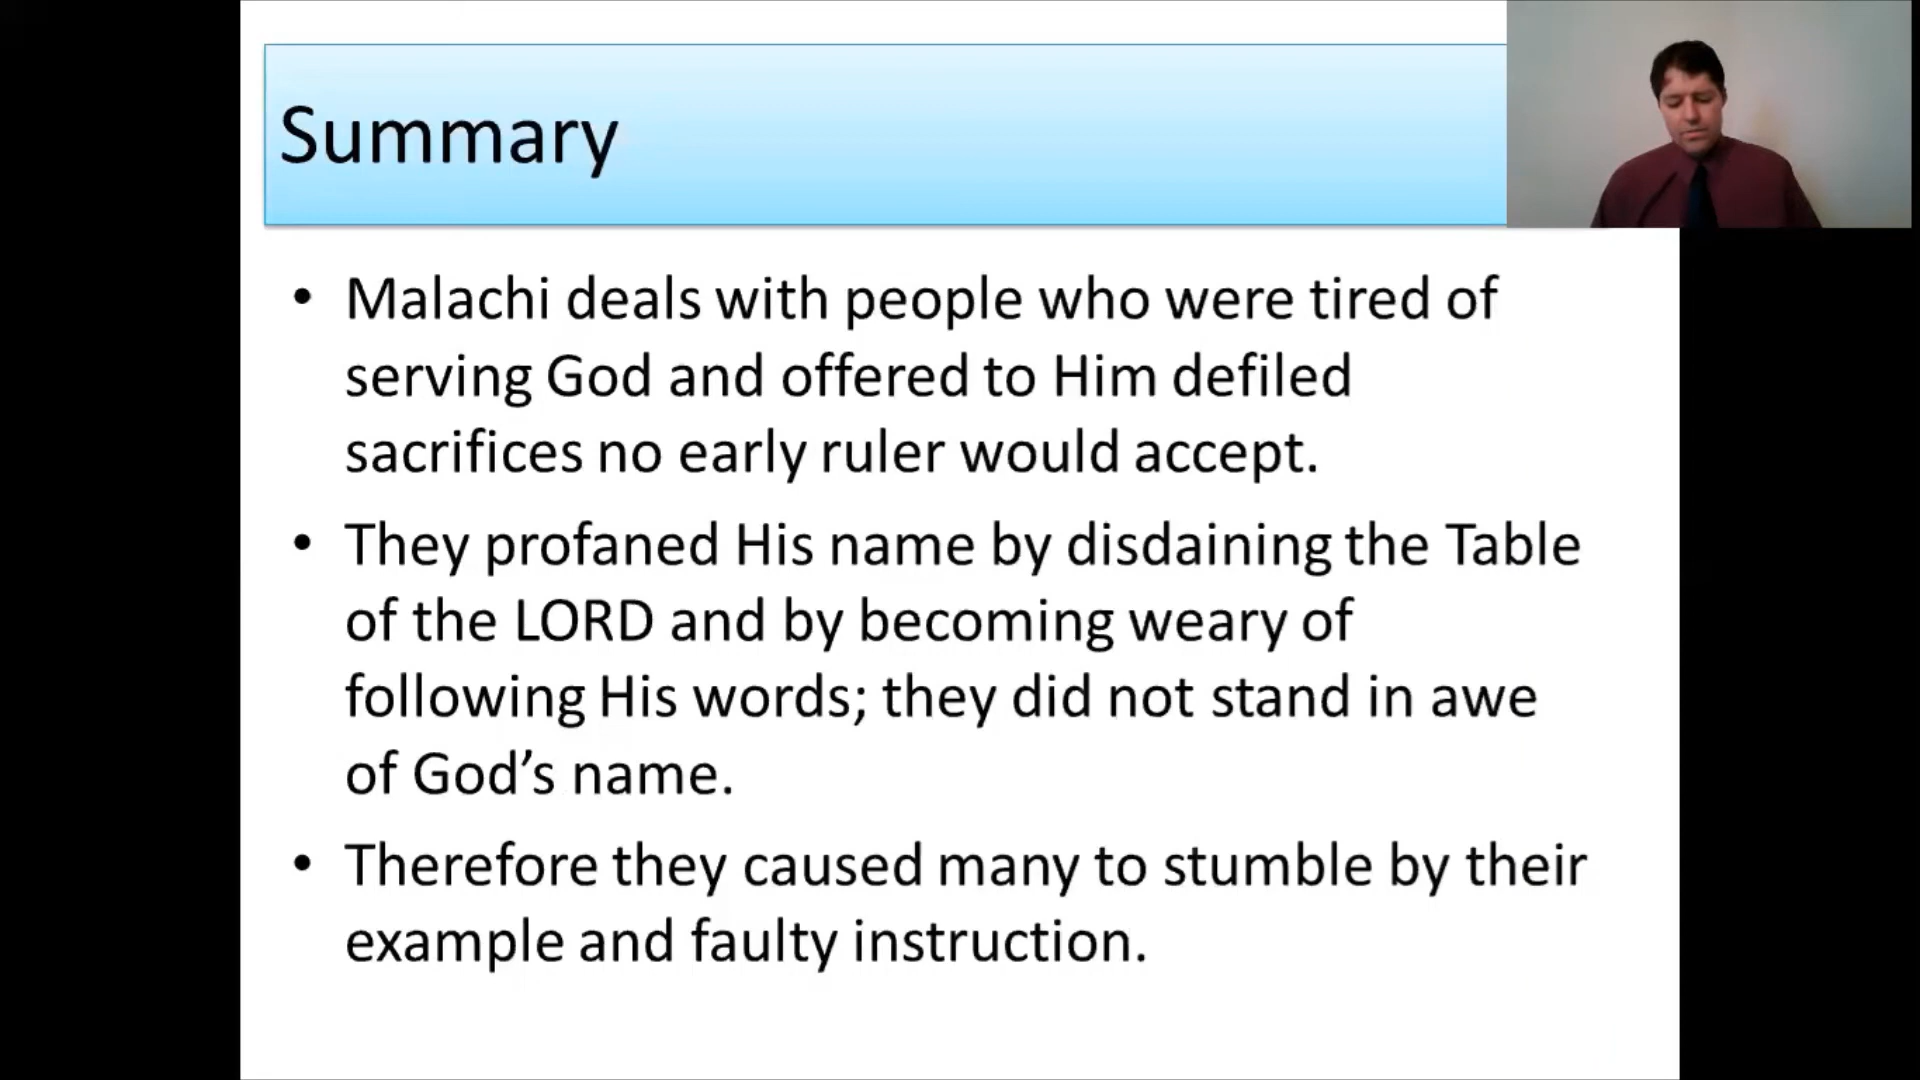 Summary
• Malachi deals with people who were tired of
serving God and offered to Him defiled
sacrifices no early ruler would accept.
• They profaned His name by disdaining the Table
of the LORD and by becoming weary of
following His words; they did not stand in awe
of God’s name.
• Therefore they caused many to stumble by their
example and faulty instruction.